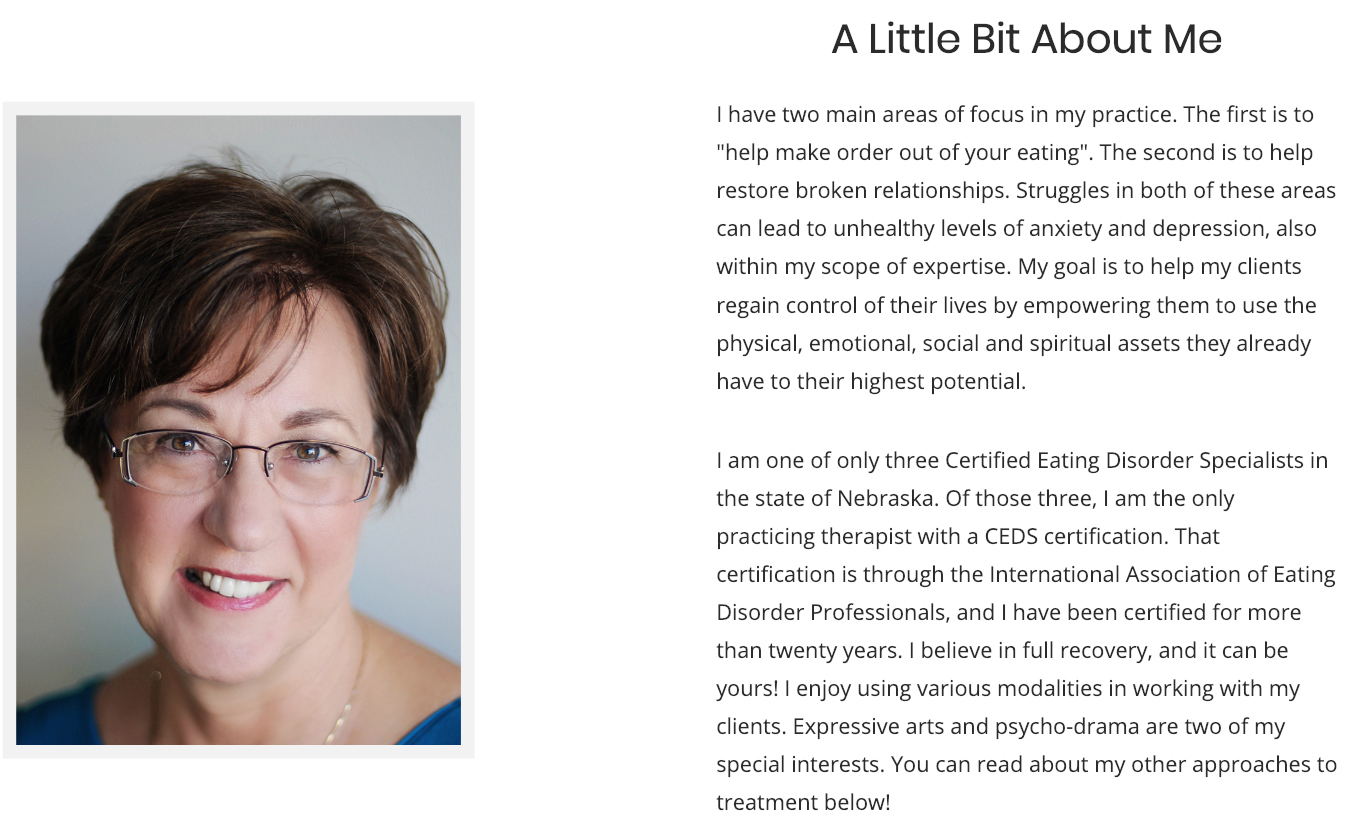 A Little Bit About Me
I have two main areas of focus in my practice. The first is to
"help make order out of your eating". The second is to help
restore broken relationships. Struggles in both of these areas
can lead to unhealthy levels of anxiety and depression, also
within my scope of expertise. My goal is to help my clients
regain control of their lives by empowering them to use the
physical, emotional, social and spiritual assets they already
have to their highest potential.
I am one of only three Certified Eating Disorder Specialists in
the state of Nebraska. Of those three, I am the only
practicing therapist with a CEDS certification. That
certification is through the International Association of Eating
Disorder Professionals, and I have been certified for more
than twenty years. I believe in full recovery, and it can be
yours! I enjoy using various modalities in working with my
clients. Expressive arts and psycho-drama are two of my
special interests. You can read about my other approaches to
treatment below!